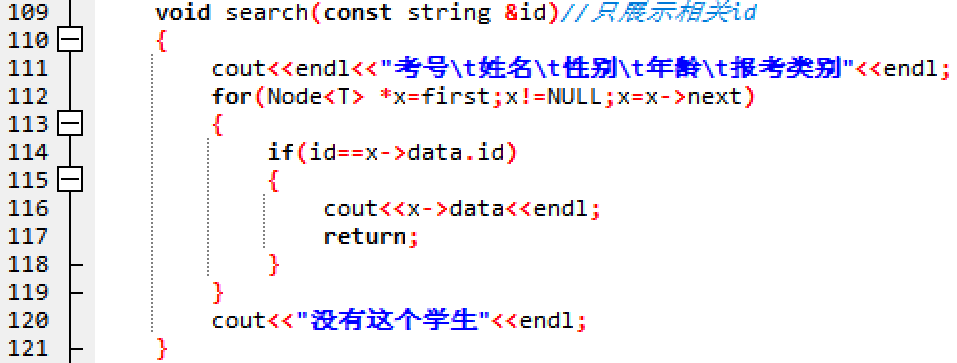 109 void search(const string &id)//只展示相关id
110 {
111 cout<<endl<<"考号\t姓名\t性别\t年龄\t报考类别"<<endl;
112 for(Node<T> *x=first;x!=NULL;x=x->next)
113 {
114 if(id==x->data.id)
115 {
116 cout<<x->data<<endl;
117 return;
118 }
119 }
120 cout<<"没有这个学生"<<endl;
121 }